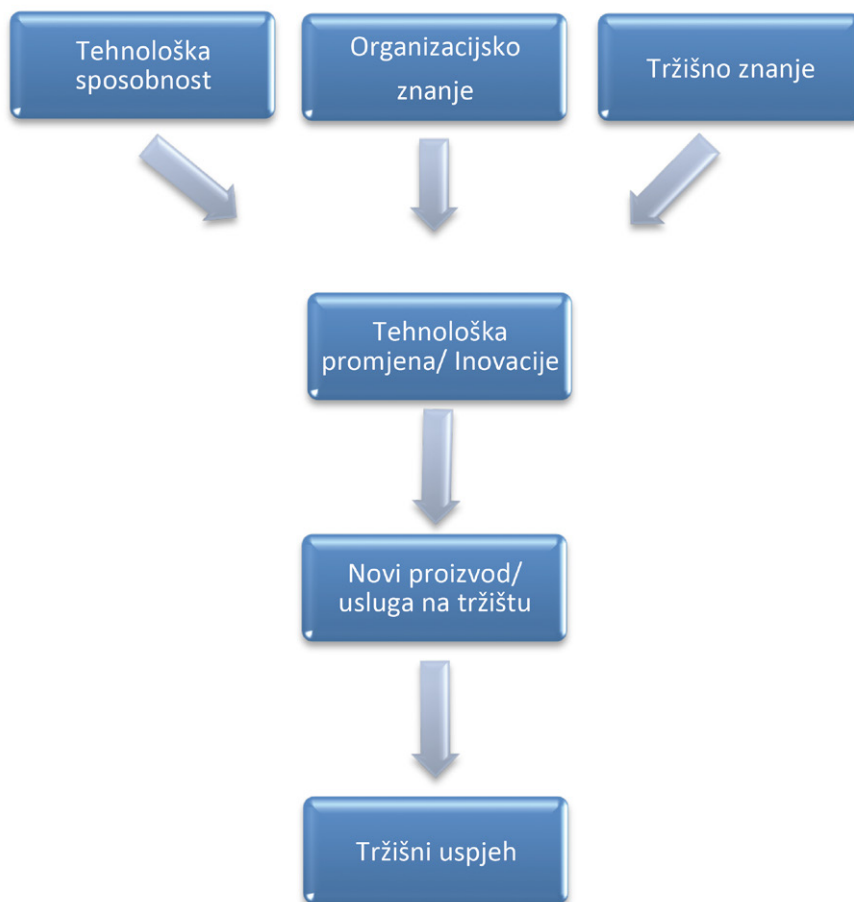 Tehnološka
sposobnost
Organizacijsko
znanje
Tržišno znanje
Tehnološka
promjena/ Inovacije
Novi proizvod/
usluga na tržištu
Tržišni uspjeh